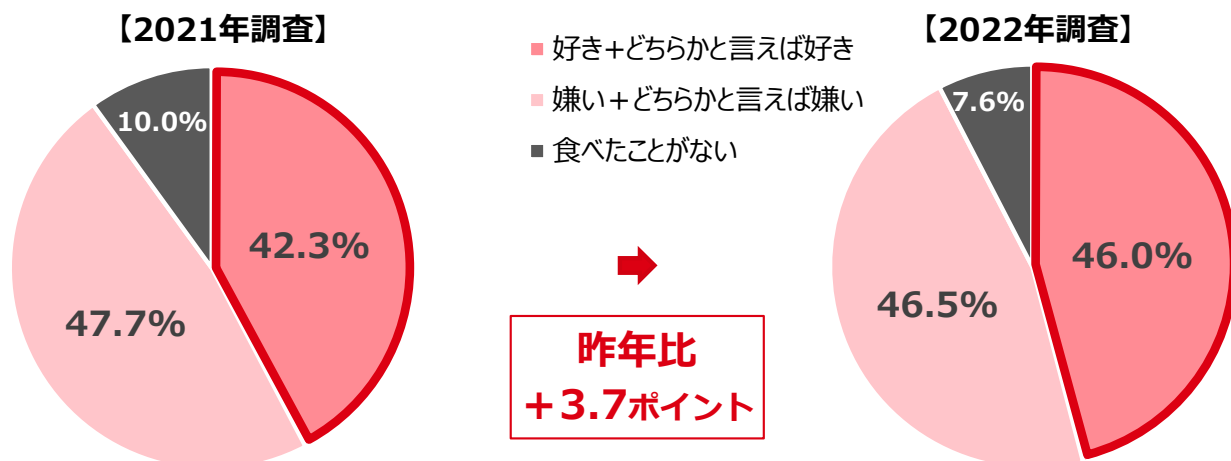 【2021年調査】
10.0%
42.3%
47.7%
■ 好き+どちらかと言えば好き
■ 嫌い+どちらかと言えば嫌い
■ 食べたことがない
昨年比
+3.7ポイント
【2022年調査】
7.6%
46.0%
46.5%